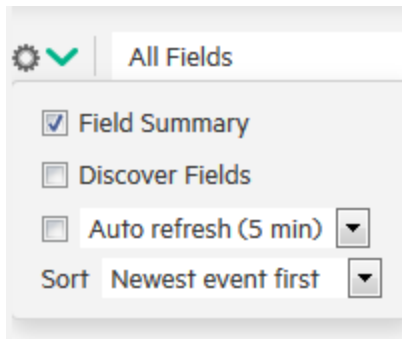 All Fields
Field Summary
Discover Fields
Auto refresh (5 min)
Sort Newest event first